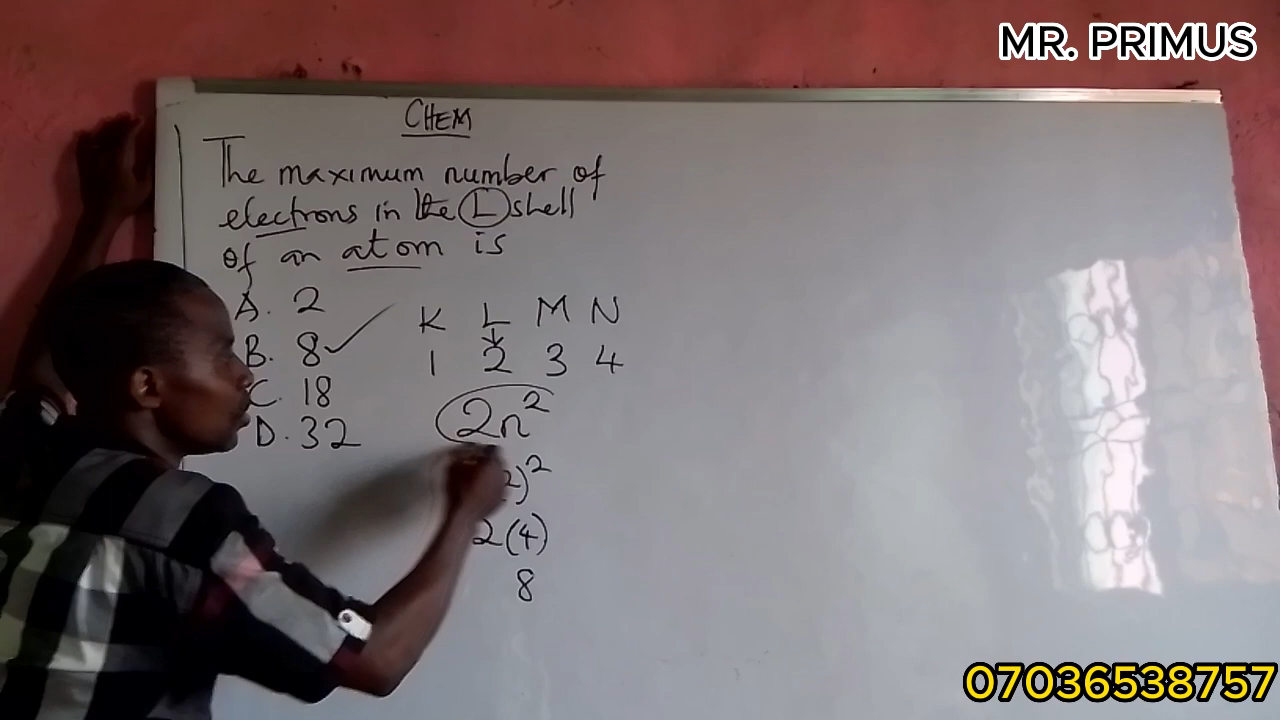 MR. PRIMUS
CHEM
The maximum number of
electrons in the L shell
of an atom is
A. 2
B. 8 ✓
C. 18
D. 32
K L M N
1 2 3 4
2n²
2)²
2(4)
8
07036538757